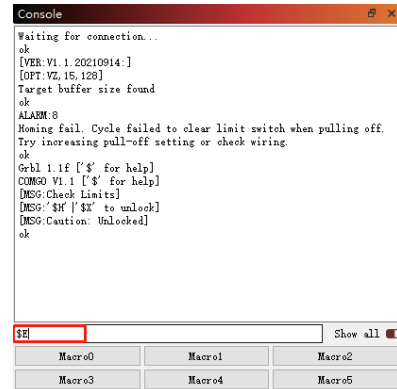 Console
Waiting for connection...
ok
[VER:V1.1.20210914:]
[OPT:VZ,15,128]
Target buffer size found
ok
ALARM:8
Homing fail. Cycle failed to clear limit switch when pulling off.
Try increasing pull-off setting or check wiring.
ok
Grbl 1.1f ['$' for help]
COMGO V1.1 ['$' for help]
[MSG:Check Limits]
[MSG:'$H'|'$X' to unlock]
[MSG:Caution: Unlocked]
ok
$E
Show all
Macro0 Macro1 Macro2
Macro3 Macro4 Macro5